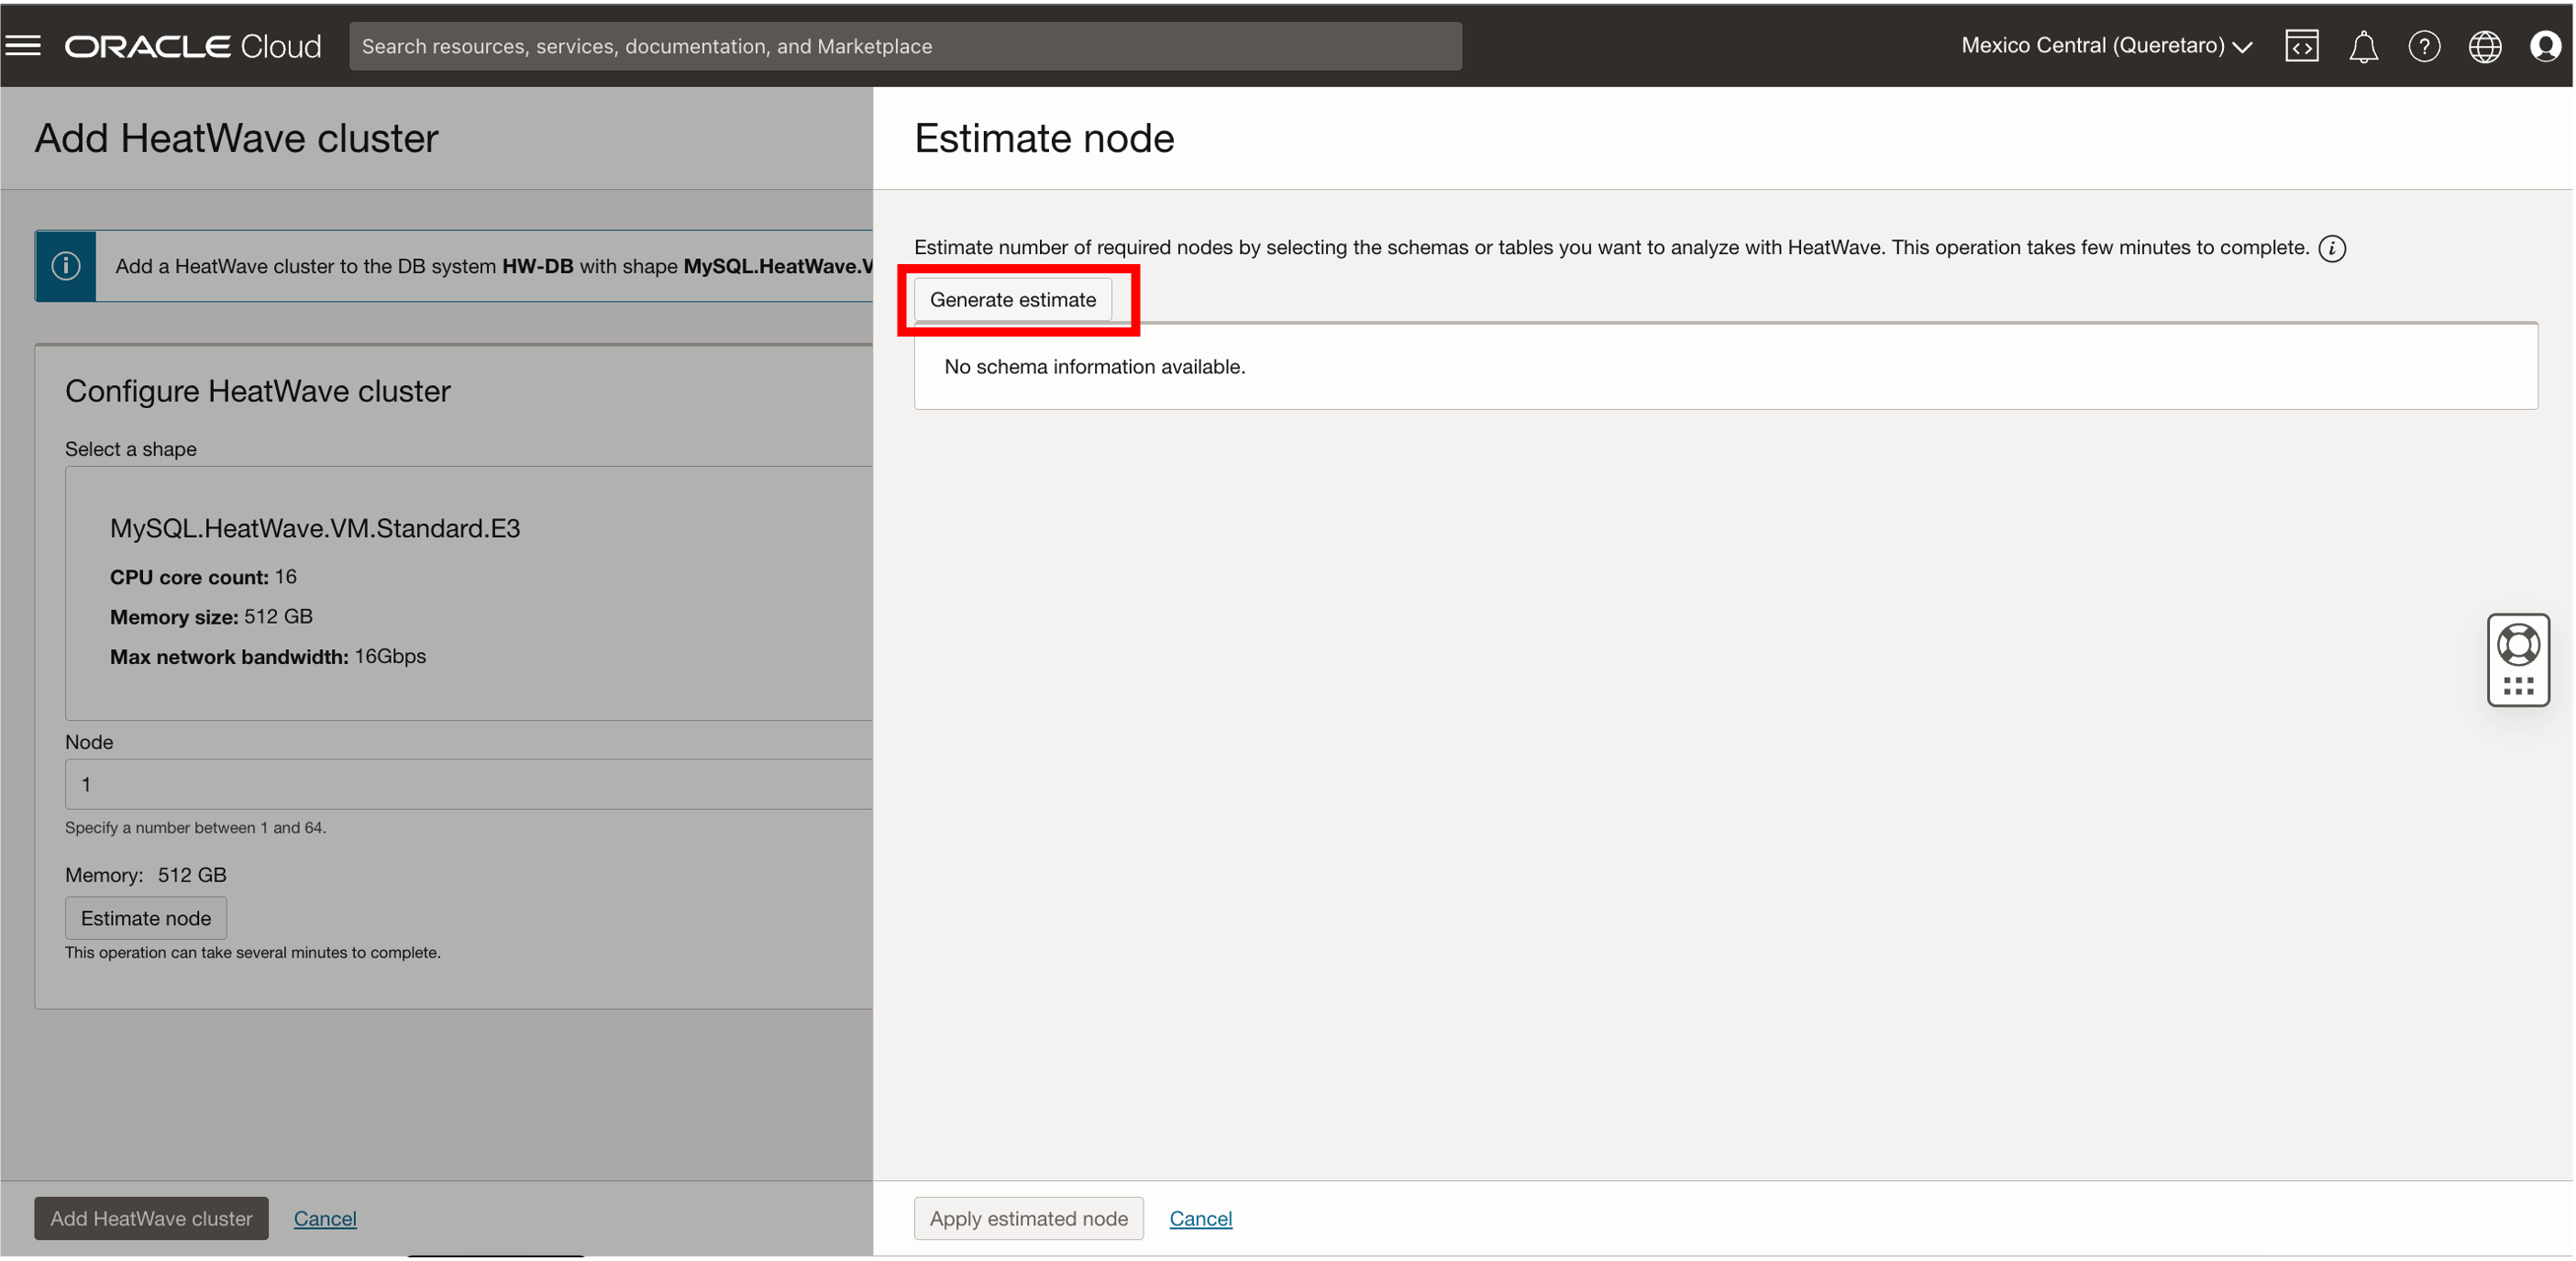 ORACLE Cloud
Search resources, services, documentation, and Marketplace
Mexico Central (Queretaro)
Add HeatWave cluster
Add a HeatWave cluster to the DB system HW-DB with shape MySQL.HeatWave.V
Configure HeatWave cluster
Select a shape
MySQL.HeatWave.VM.Standard.E3
CPU core count: 16
Memory size: 512 GB
Max network bandwidth: 16Gbps
Node
1
Specify a number between 1 and 64.
Memory: 512 GB
Estimate node
This operation can take several minutes to complete.
Add HeatWave cluster
Cancel
Estimate node
Estimate number of required nodes by selecting the schemas or tables you want to analyze with HeatWave. This operation takes few minutes to complete.
Generate estimate
No schema information available.
Apply estimated node
Cancel